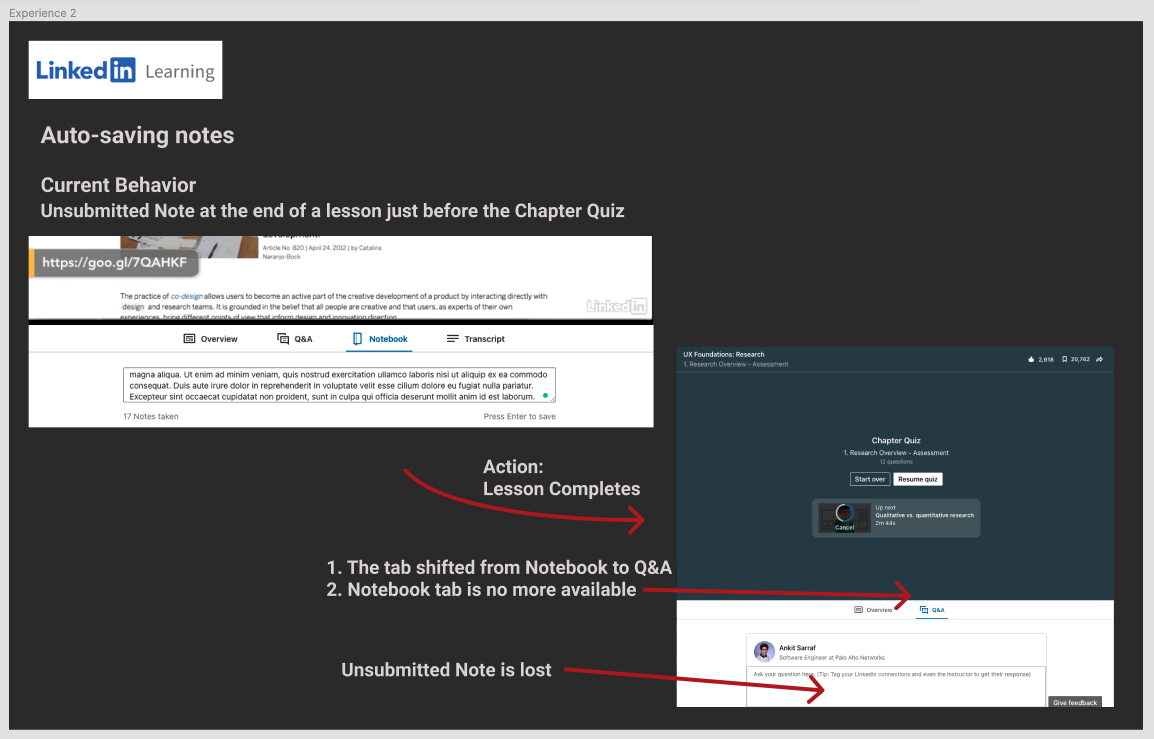 Experience 2
Linkedin Learning
Auto-saving notes
Current Behavior
Unsubmitted Note at the end of a lesson just before the Chapter Quiz
Article No :820 | April 24. 2012 | by Catalina
Naranjo-Bock
https://goo.gl/7QAHKF
The practice of co-design allows users to become an active part of the creative development of a product by interacting directly with
design and research teams. It is grounded in the belief that all people are creative and that users, as experts of their own
experiences, bring different points of view that inform design and innovation direction.
Linkedin
Overview
Q&A
Notebook
Transcript
magna aliqua. Ut enim ad minim veniam, quis nostrud exercitation ullamco laboris nisi ut aliquip ex ea commodo
consequat. Duis aute irure dolor in reprehenderit in voluptate velit esse cillum dolore eu fugiat nulla pariatur.
Excepteur sint occaecat cupidatat non proident, sunt in culpa qui officia deserunt mollit anim id est laborum.
17 Notes taken
Press Enter to save
Action:
Lesson Completes
1. The tab shifted from Notebook to Q&A
2. Notebook tab is no more available
Unsubmitted Note is lost
UX Foundations: Research
1. Research Overview - Assessment
2,618
20,742
Chapter Quiz
1. Research Overview - Assessment
12 questions
Start over
Resume quiz
Cancel
Up next
Qualitative vs. quantitative research
2m 44s
Overview
Q&A
Ankit Sarraf
Software Engineer at Palo Alto Networks
Ask your question here. (Tip: Tag your LinkedIn connections and even the instructor to get their response)
Give feedback